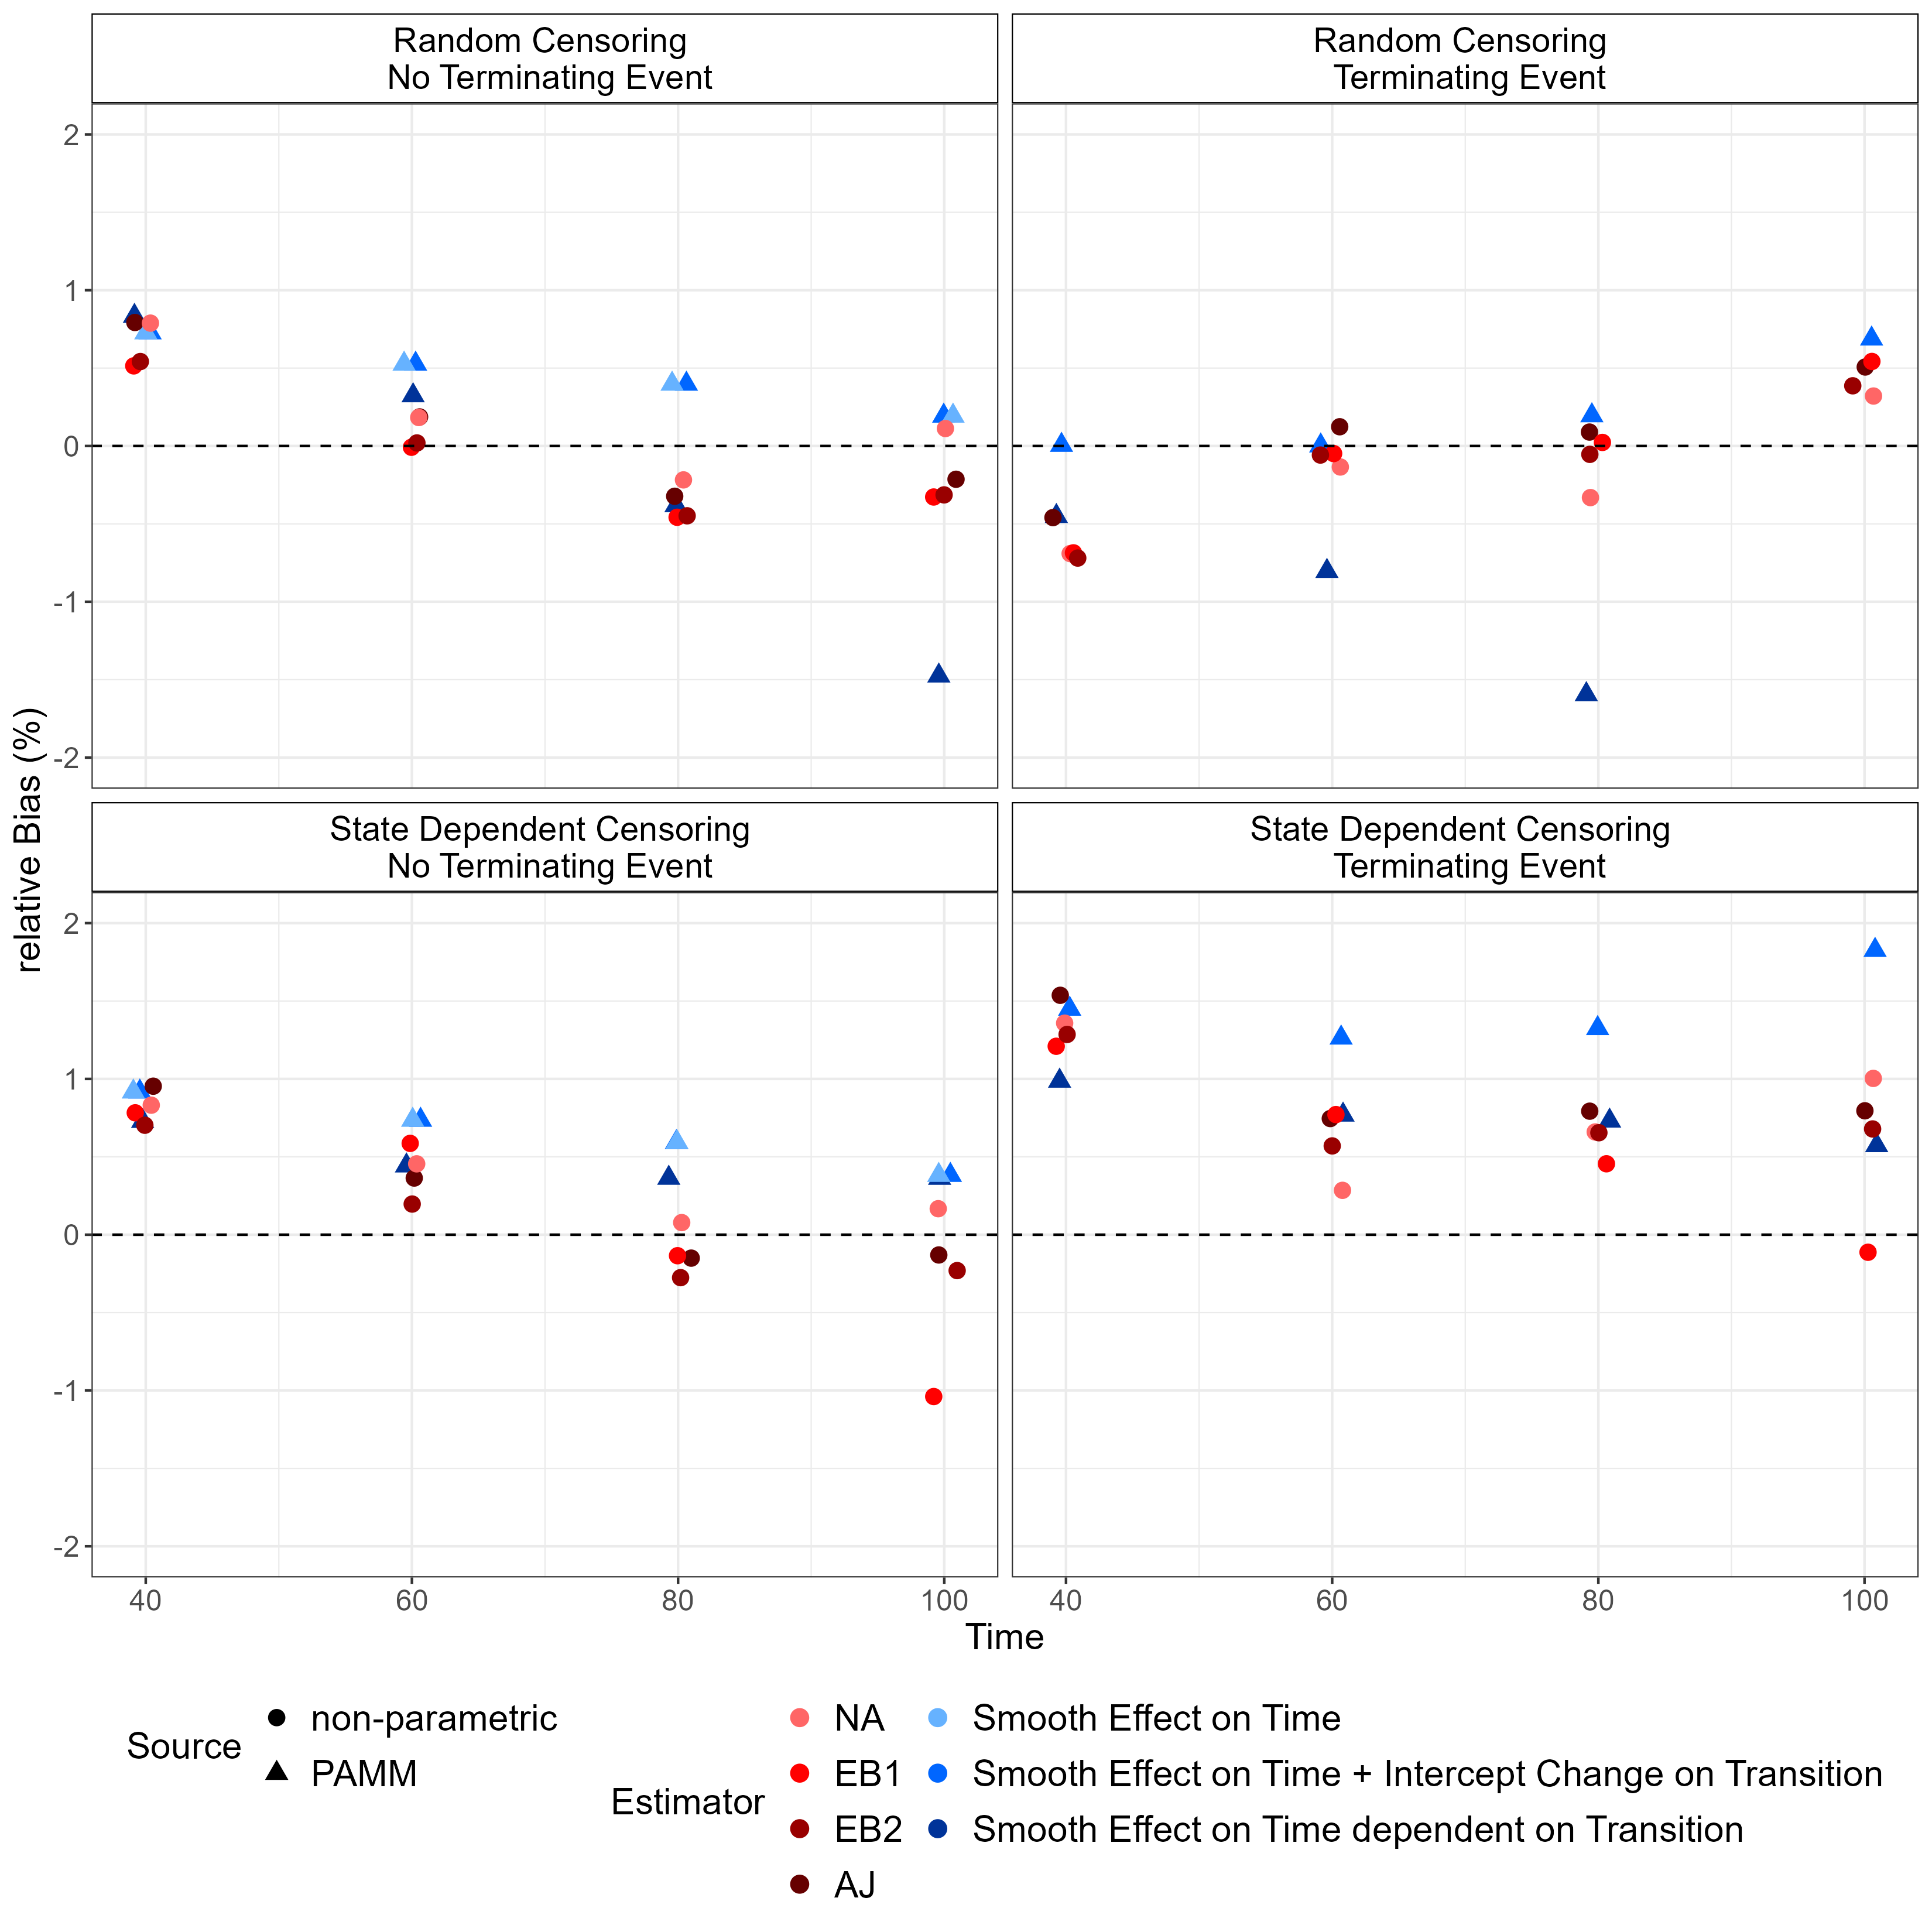 Random Censoring
No Terminating Event
Random Censoring
Terminating Event
2
1
0
-1
-2
State Dependent Censoring
No Terminating Event
State Dependent Censoring
Terminating Event
2
1
0
-1
-2
relative Bias (%)
40 60 80 100
40 60 80 100
Time
Source
non-parametric
PAMM
Estimator
NA
EB1
EB2
AJ
Smooth Effect on Time
Smooth Effect on Time + Intercept Change on Transition
Smooth Effect on Time dependent on Transition